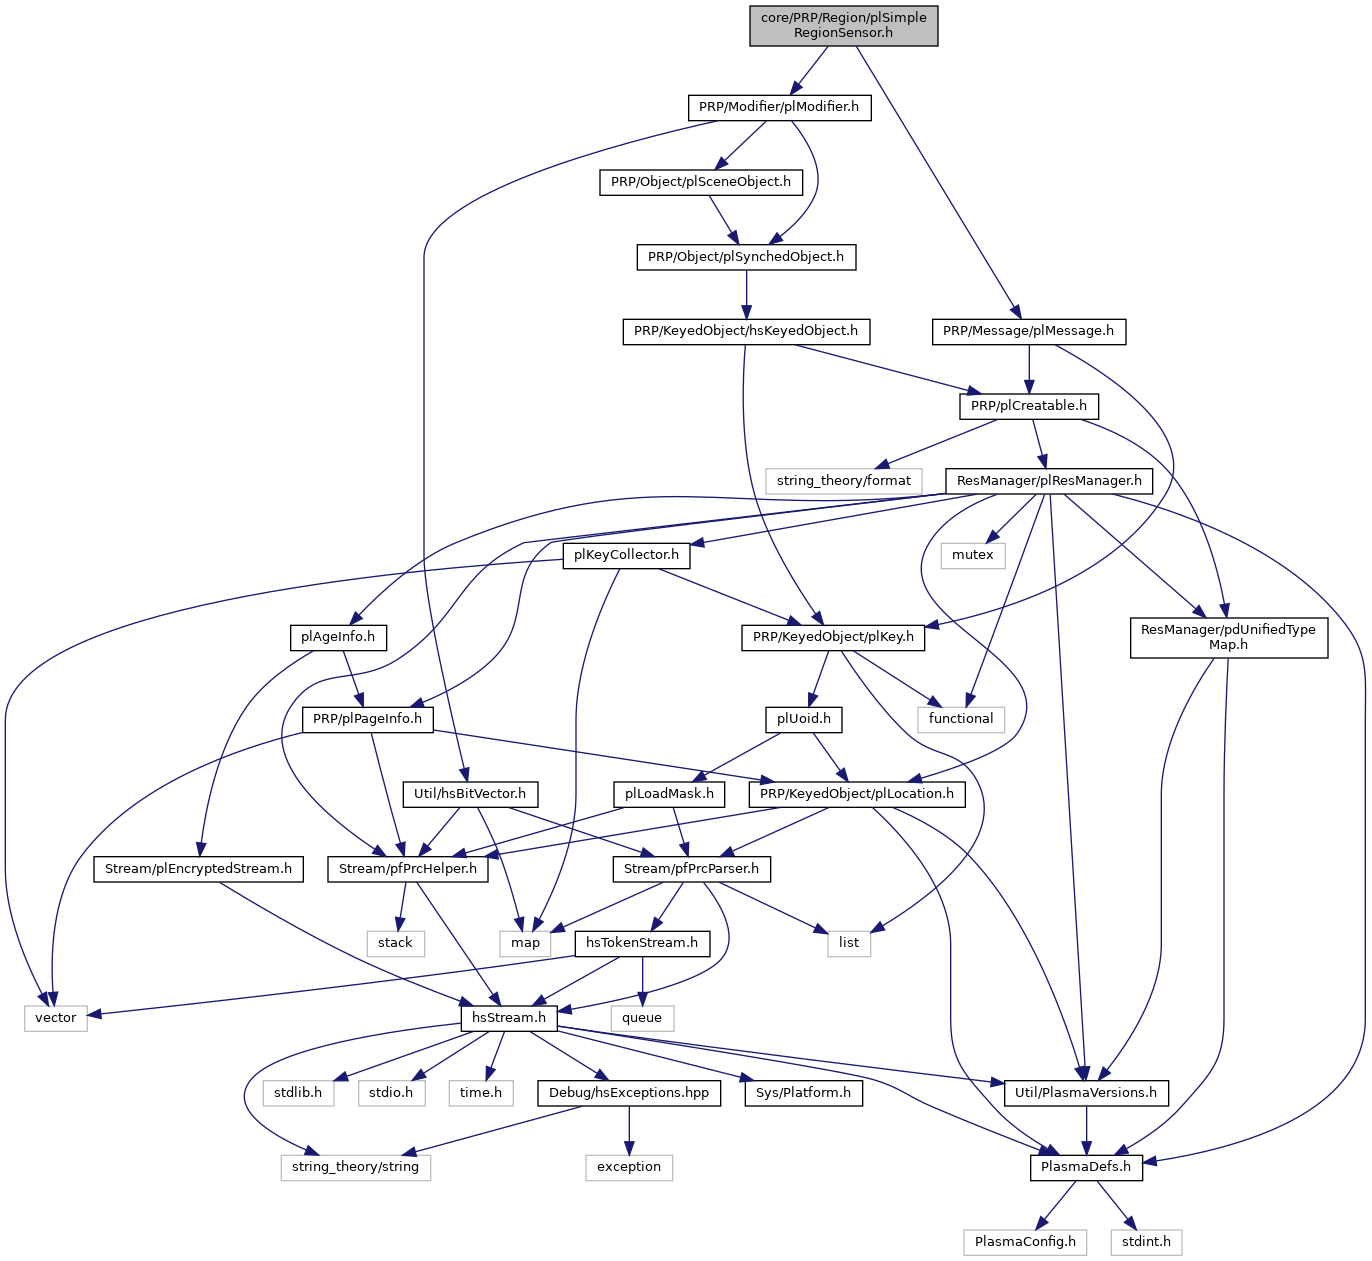 core/PRP/Region/plSimple
RegionSensor.h
PRP/Modifier/plModifier.h
PRP/Object/plSceneObject.h
PRP/Object/plSynchedObject.h
PRP/KeyedObject/hsKeyedObject.h
PRP/Message/plMessage.h
PRP/plCreatable.h
string_theory/format
ResManager/plResManager.h
mutex
plKeyCollector.h
plAgeInfo.h
PRP/KeyedObject/plKey.h
ResManager/pdUnifiedType
Map.h
PRP/plPageInfo.h
plUoid.h
functional
Util/hsBitVector.h
plLoadMask.h
PRP/KeyedObject/plLocation.h
Stream/plEncryptedStream.h
Stream/pfPrcHelper.h
Stream/pfPrcParser.h
stack
map
hsTokenStream.h
list
vector
hsStream.h
queue
stdlib.h
stdio.h
time.h
Debug/hsExceptions.hpp
Sys/Platform.h
Util/PlasmaVersions.h
string_theory/string
exception
PlasmaDefs.h
PlasmaConfig.h
stdint.h